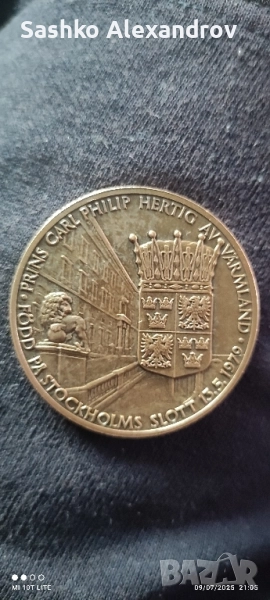 Sashko Alexandrov
PRINS CARL PHILIP HERTIG AV VÄRMLAND ·
FÖDD PÅ STOCKHOLMS SLOTT 13.5.1979 ·
MI 10T LITE
09/07/2025 21:05
BAZAR